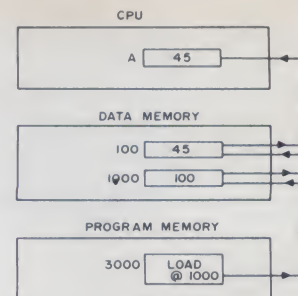 CPU
A 45
DATA MEMORY
100 45
1000 100
PROGRAM MEMORY
3000 LOAD
@ 1000